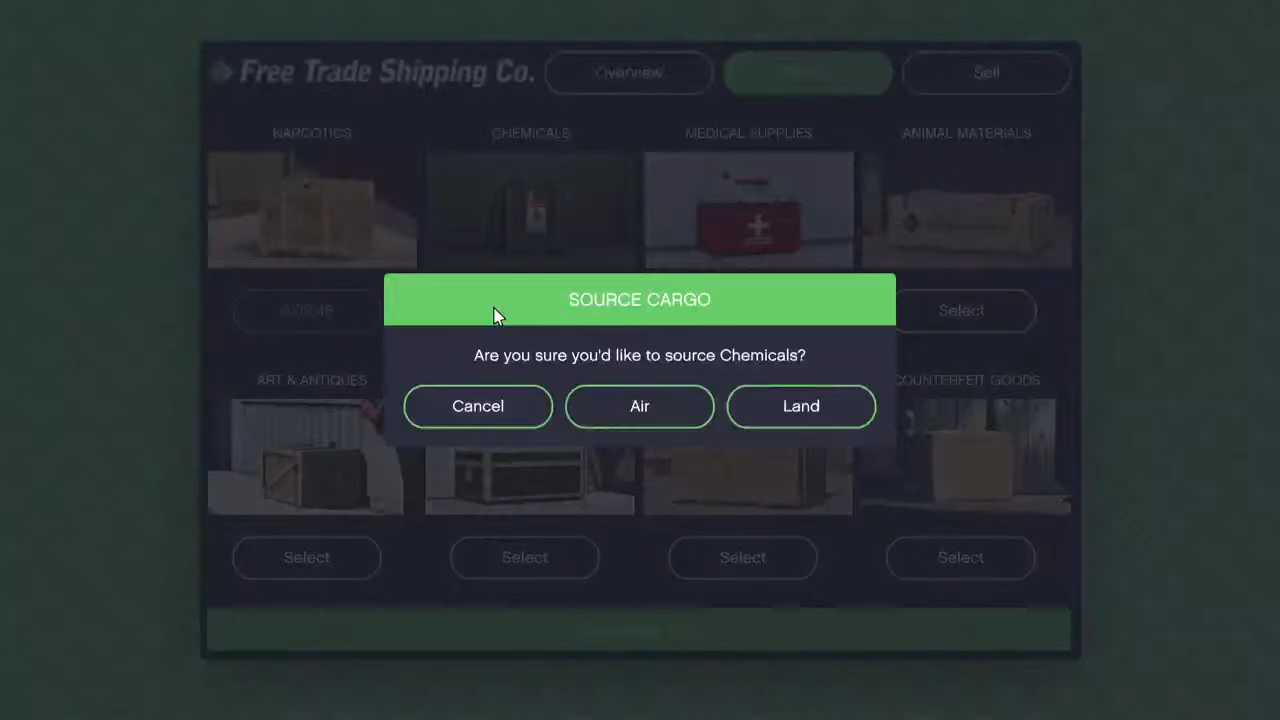 Free Trade Shipping Co.
Overview
Sell
NARCOTICS
CHEMICALS
MEDICAL SUPPLIES
ANIMAL MATERIALS
SOURCE CARGO
Select
Are you sure you'd like to source Chemicals?
ART & ANTIQUES
COUNTERFEIT GOODS
Cancel
Air
Land
Select
Select
Select
Select